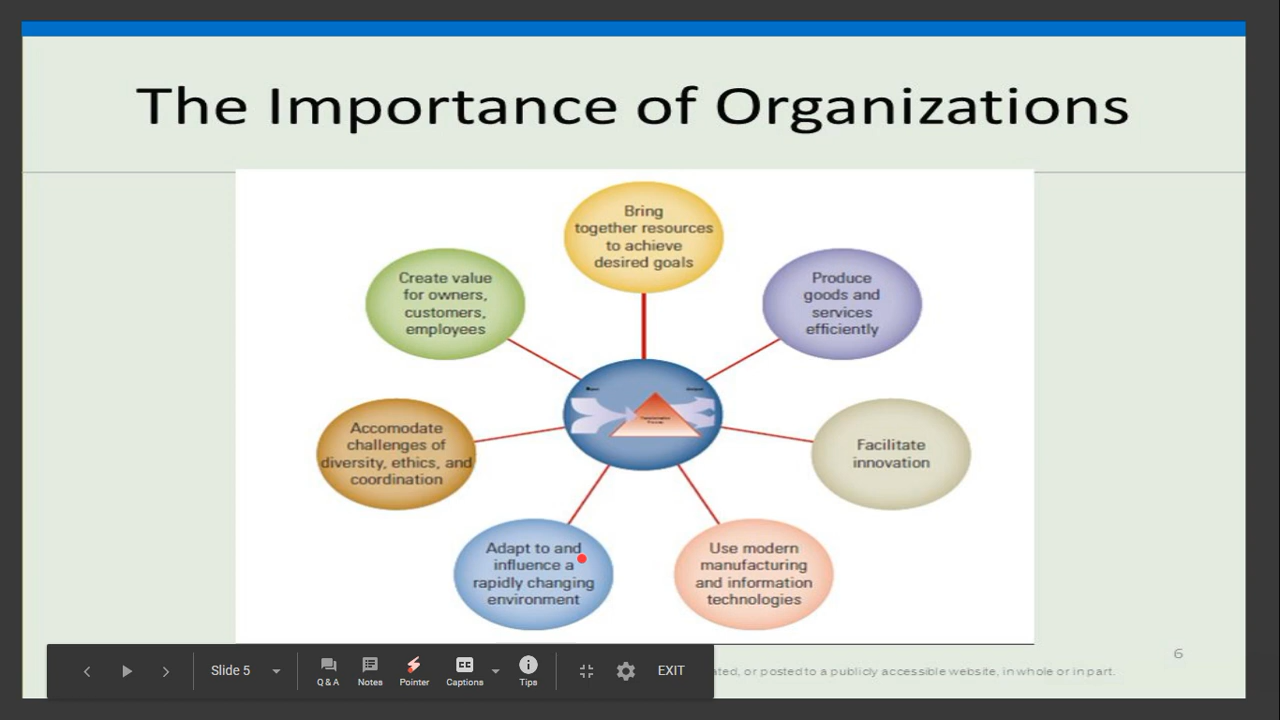 The Importance of Organizations
Bring
together resources
to achieve
desired goals
Create value
for owners,
customers,
employees
Produce
goods and
services
efficiently
Accomodate
challenges of
diversity, ethics, and
coordination
Facilitate
innovation
Adapt to and
influence a
rapidly changing
environment
Use modern
manufacturing
and information
technologies
6
or posted to a publicly accessible website, in whole or in part.
Slide 5
Q & A
Notes
Pointer
CC
Captions
Tips
EXIT